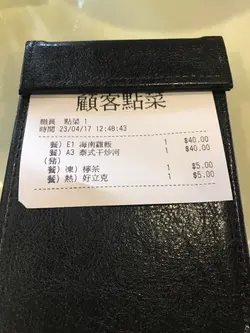 顧客點菜
點菜 1
時間 23/04/17 12:48:43
餐) E1 海南雞飯 1 $40.00
餐) A3 泰式干炒河 1 $40.00
(豬)
餐) 凍) 檸茶 1 $5.00
餐) 熱) 好立克 1 $5.00